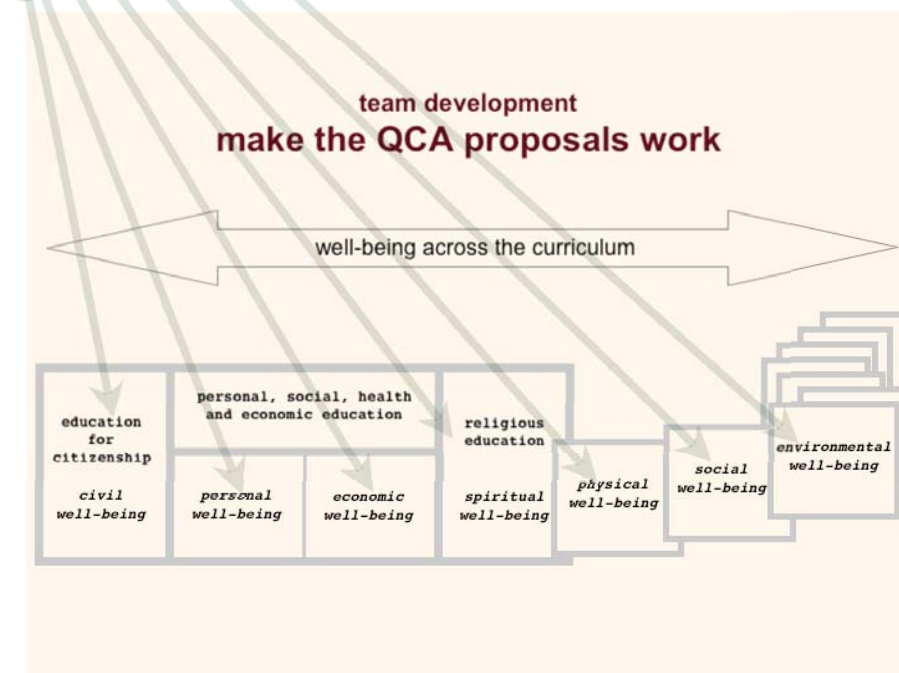 team development
make the QCA proposals work
well-being across the curriculum
education
for
citizenship
civil
well-being
personal, social, health
and economic education
personal
well-being
economic
well-being
religious
education
spiritual
well-being
physical
well-being
social
well-being
environmental
well-being